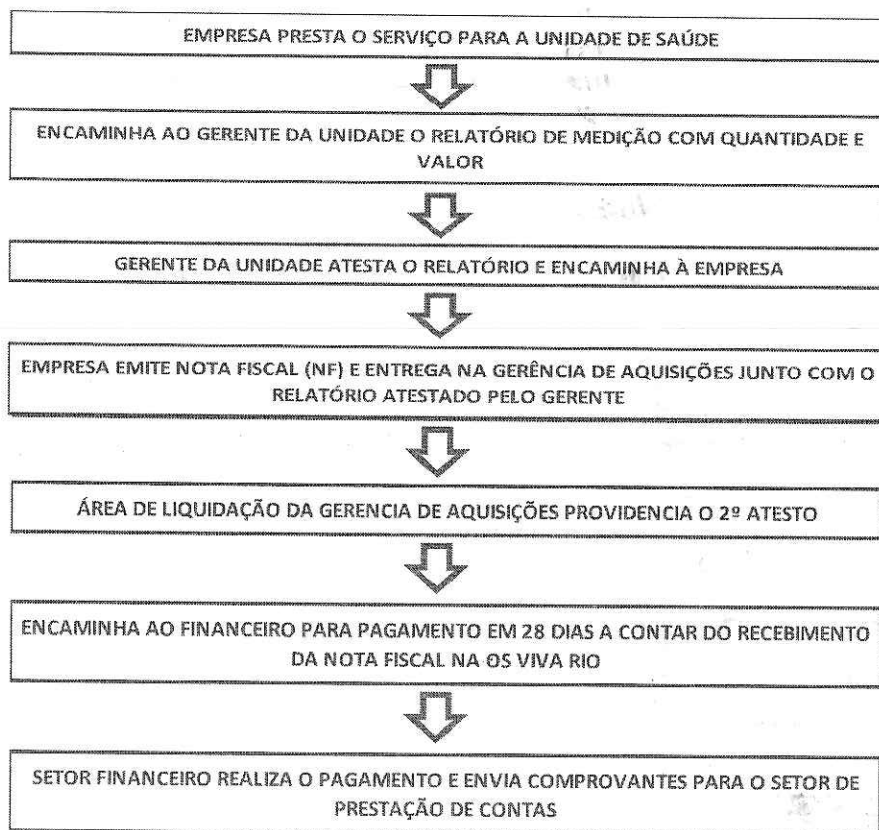 EMPRESA PRESTA O SERVIÇO PARA A UNIDADE DE SAÚDE
ENCAMINHA AO GERENTE DA UNIDADE O RELATÓRIO DE MEDIÇÃO COM QUANTIDADE E
VALOR
GERENTE DA UNIDADE ATESTA O RELATÓRIO E ENCAMINHA À EMPRESA
EMPRESA EMITE NOTA FISCAL (NF) E ENTREGA NA GERÊNCIA DE AQUISIÇÕES JUNTO COM O
RELATÓRIO ATESTADO PELO GERENTE
ÁREA DE LIQUIDAÇÃO DA GERENCIA DE AQUISIÇÕES PROVIDENCIA O 2º ATESTO
ENCAMINHA AO FINANCEIRO PARA PAGAMENTO EM 28 DIAS A CONTAR DO RECEBIMENTO
DA NOTA FISCAL NA OS VIVA RIO
SETOR FINANCEIRO REALIZA O PAGAMENTO E ENVIA COMPROVANTES PARA O SETOR DE
PRESTAÇÃO DE CONTAS